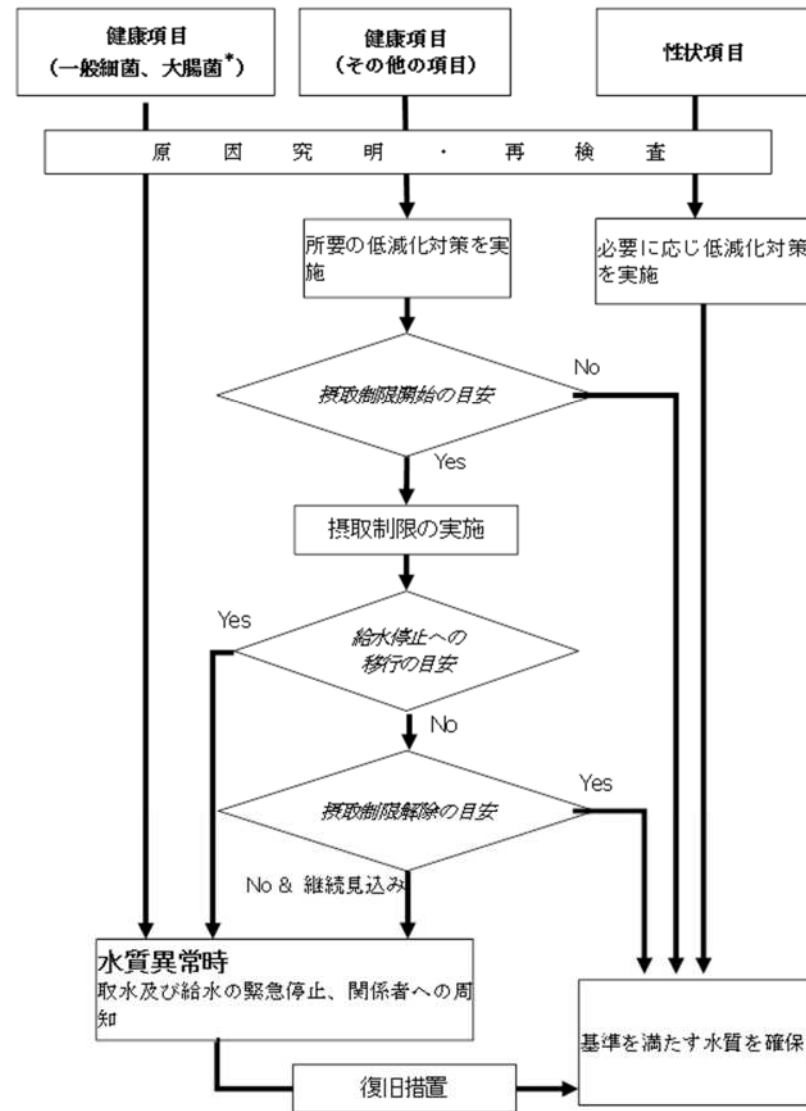 健康項目
(一般細菌、大腸菌*)
健康項目
(その他の項目)
性状項目
原因究明・再検査
所要の低減化対策を実
施
必要に応じ低減化対策
を実施
摂取制限開始の目安
No
Yes
摂取制限の実施
Yes
給水停止への
移行の目安
No
摂取制限解除の目安
Yes
No & 継続見込み
水質異常時
取水及び給水の緊急停止、関係者への周
知
基準を満たす水質を確保
復旧措置